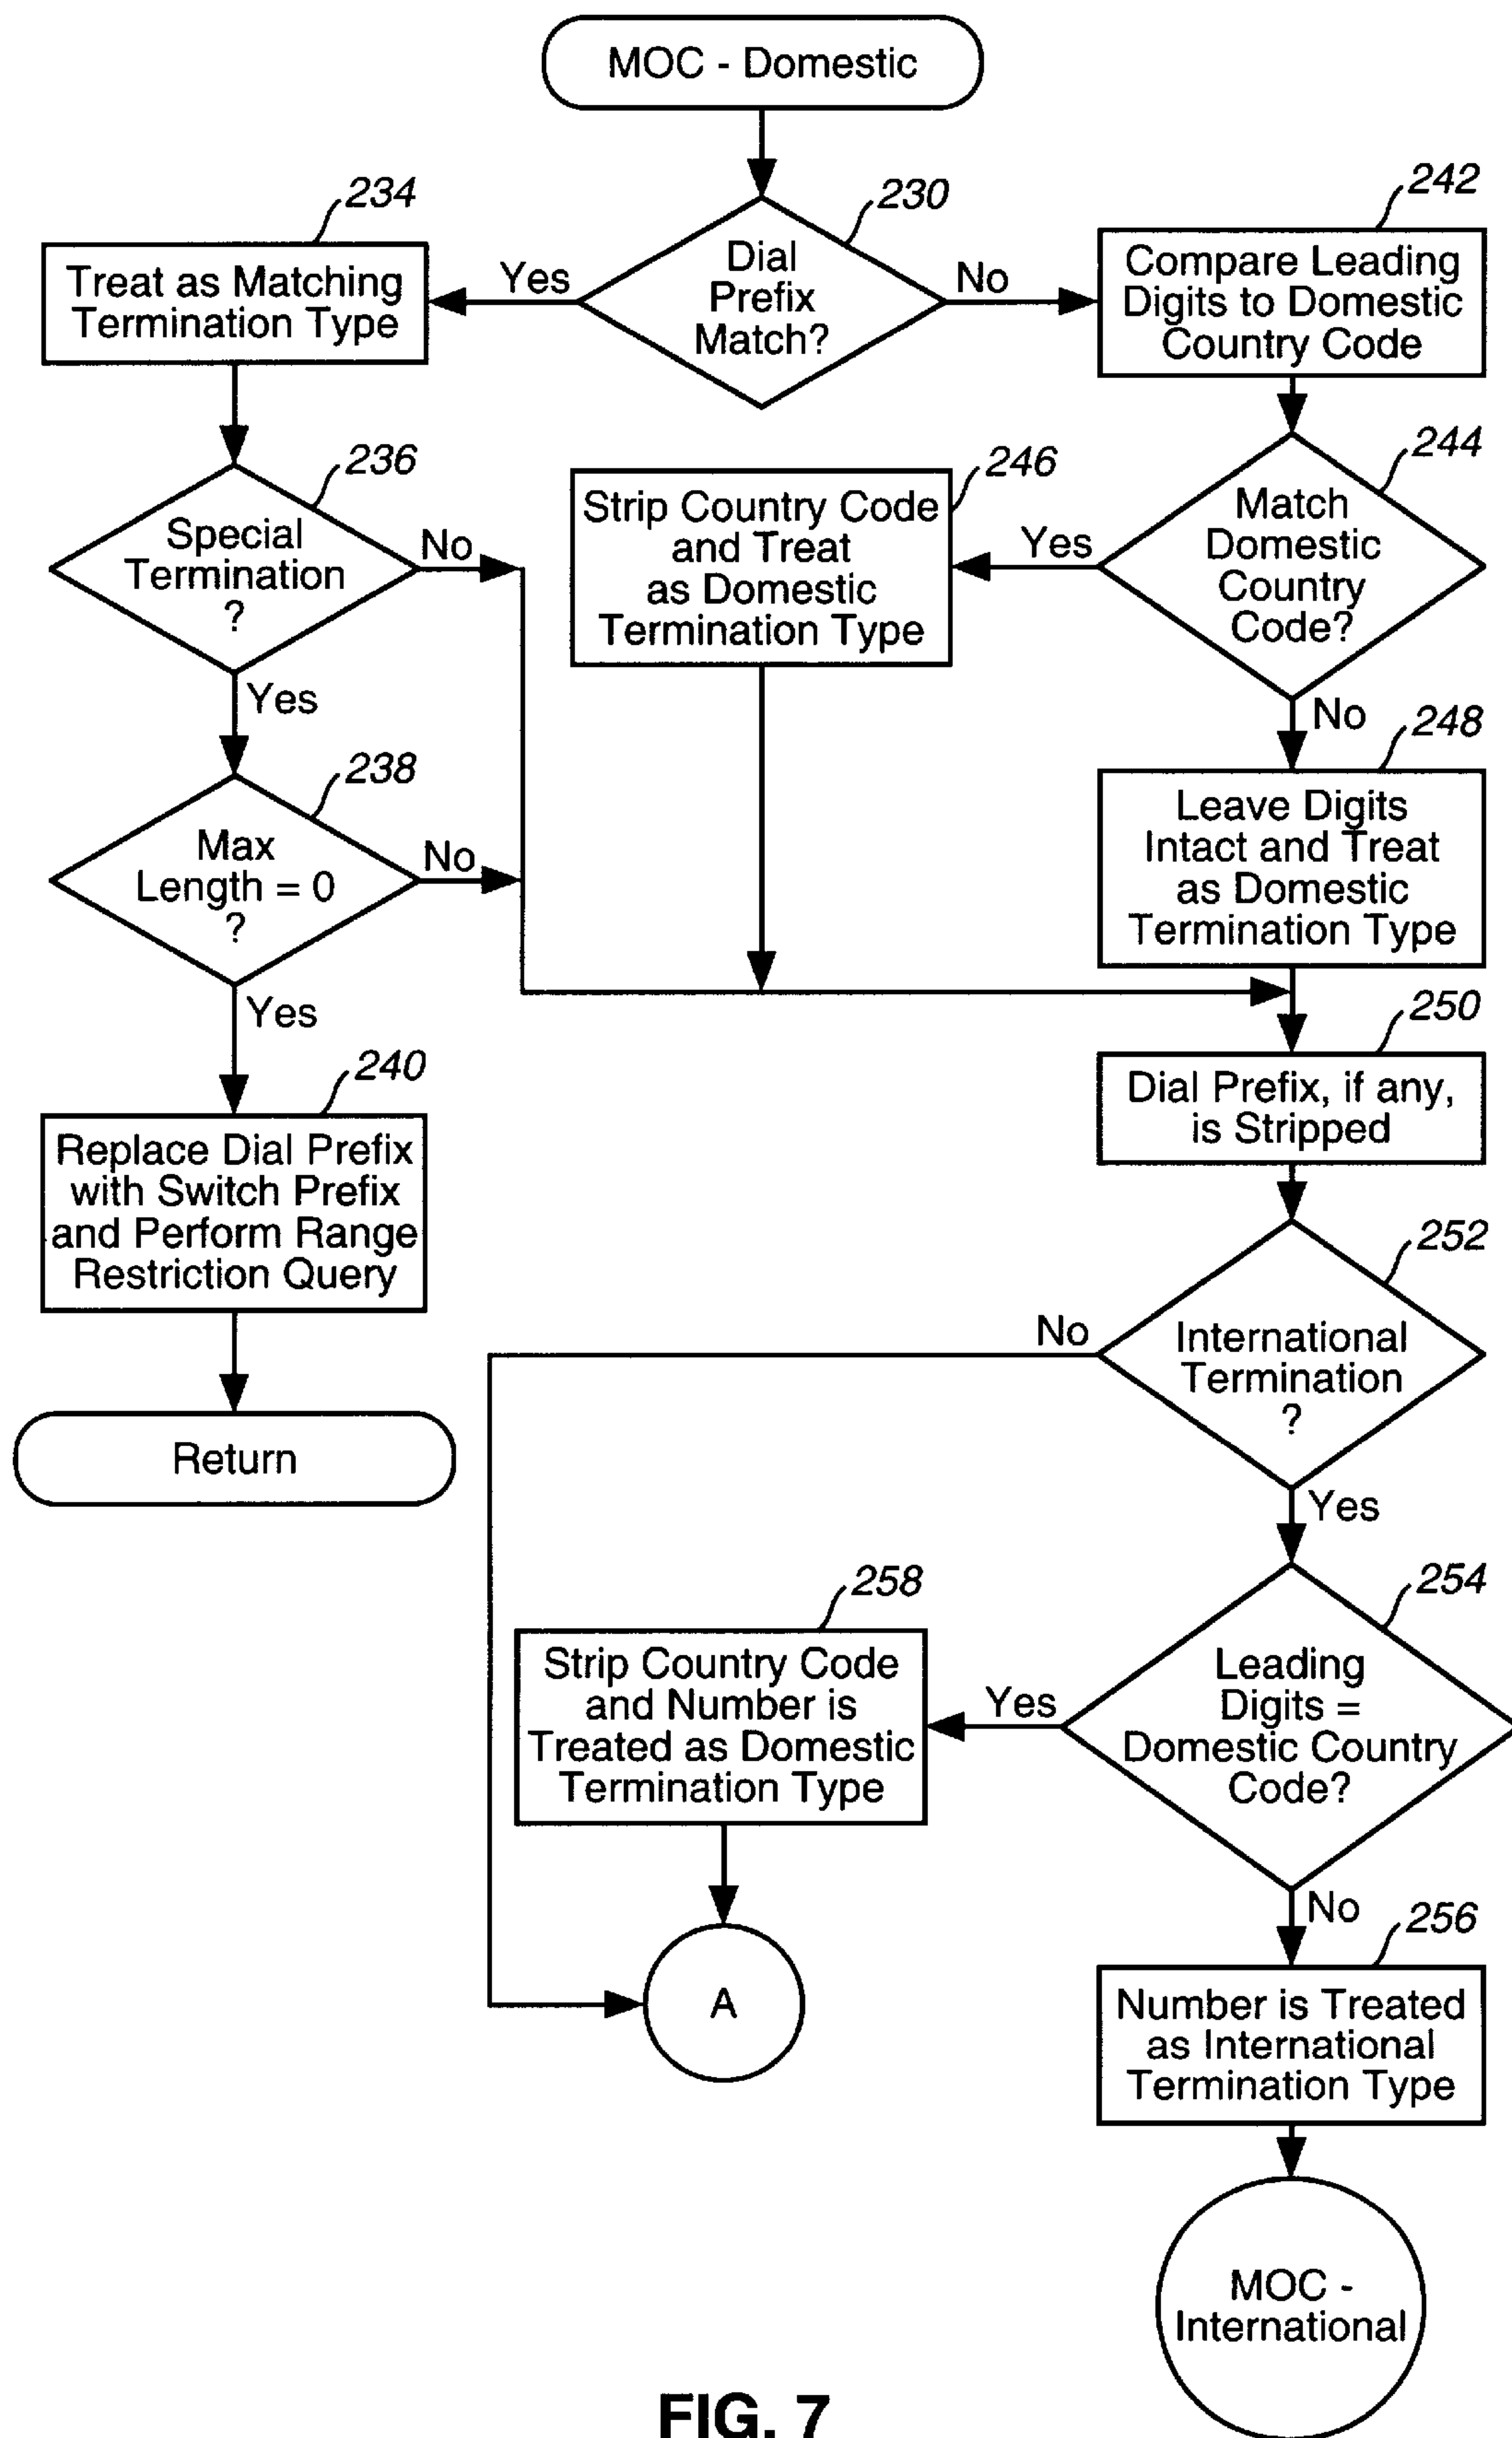 MOC - Domestic
234
230
242
Treat as Matching
Termination Type
Yes
Dial
Prefix
Match?
No
Compare Leading
Digits to Domestic
Country Code
236
246
244
Special
Termination
?
No
Strip Country Code
and Treat
as Domestic
Termination Type
Yes
Match
Domestic
Country
Code?
Yes
No
238
248
Max
Length = 0
?
No
Leave Digits
Intact and Treat
as Domestic
Termination Type
Yes
250
240
Dial Prefix, if any,
is Stripped
Replace Dial Prefix
with Switch Prefix
and Perform Range
Restriction Query
252
No
International
Termination
?
Return
Yes
258
254
Strip Country Code
and Number is
Treated as Domestic
Termination Type
Yes
Leading
Digits =
Domestic Country
Code?
No
256
A
Number is Treated
as International
Termination Type
MOC -
International
FIG. 7